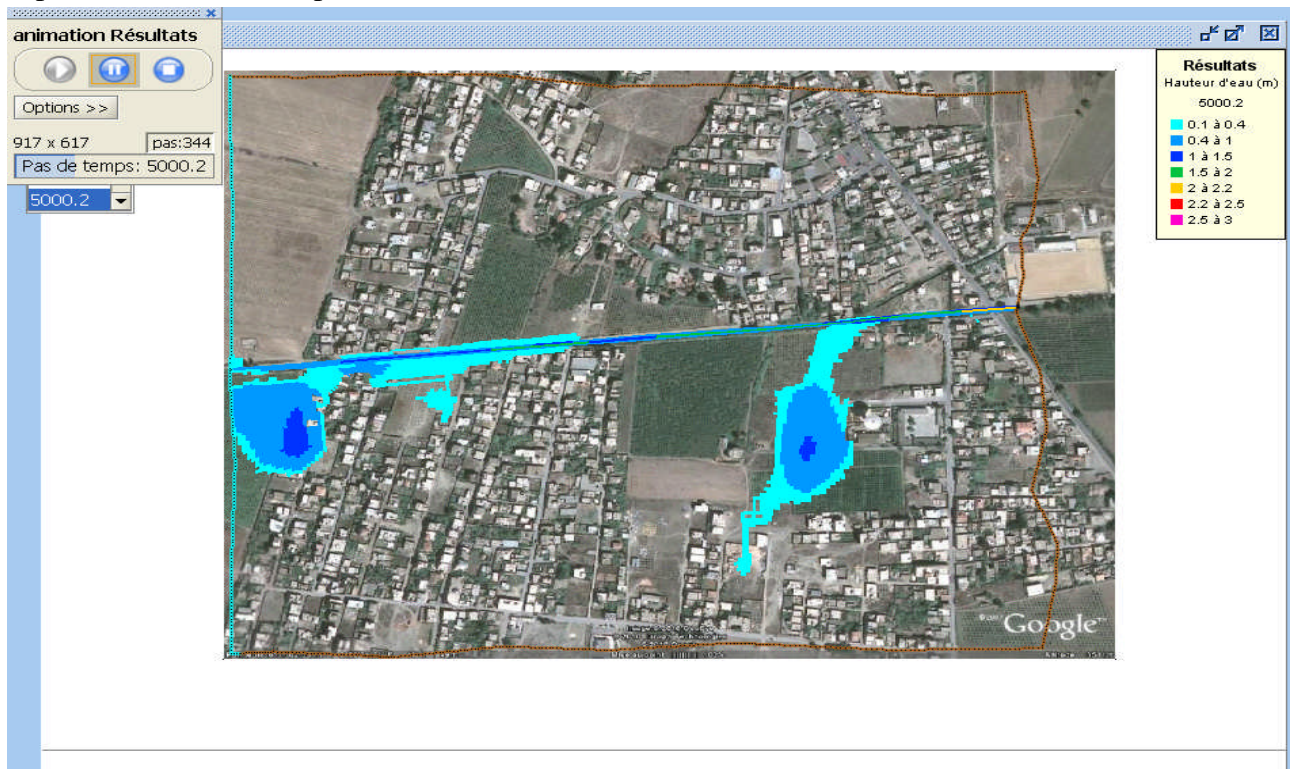 animation Résultats
Options >>
917 x 617
pas:344
Pas de temps: 5000.2
5000.2
Résultats
Hauteur d'eau (m)
5000.2
0.1 à 0.4
0.4 à 1
1 à 1.5
1.5 à 2
2 à 2.2
2.2 à 2.5
2.5 à 3
Google